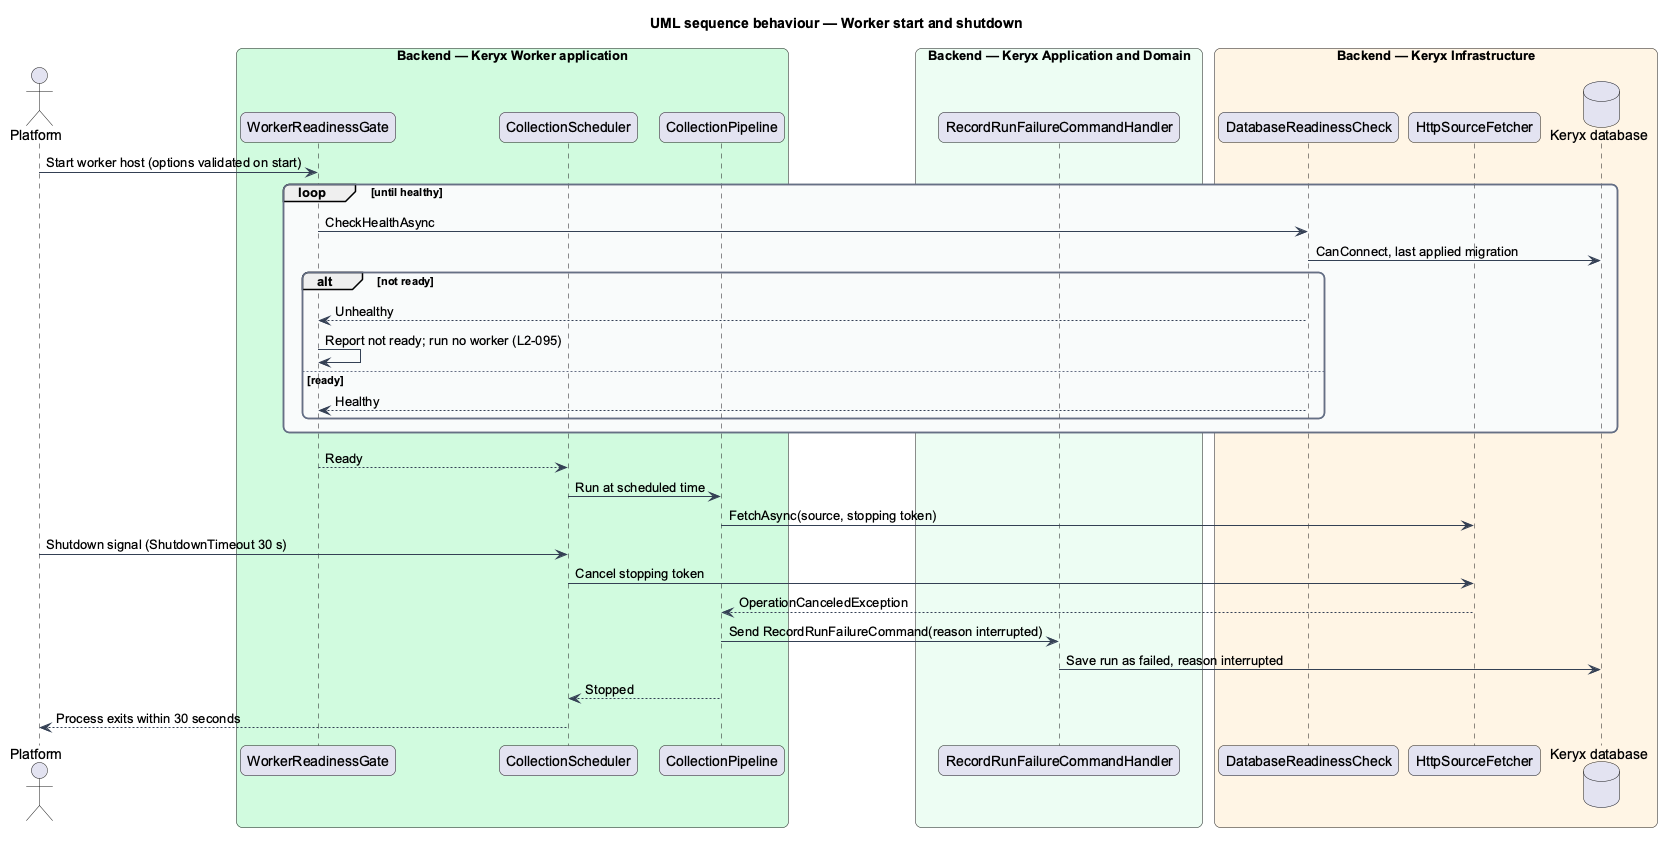 UML sequence behaviour — Worker start and shutdown
Backend — Keryx Worker application
Backend — Keryx Application and Domain
Backend — Keryx Infrastructure
Platform
WorkerReadinessGate
CollectionScheduler
CollectionPipeline
RecordRunFailureCommandHandler
DatabaseReadinessCheck
HttpSourceFetcher
Keryx database
Start worker host (options validated on start)
loop
[until healthy]
CheckHealthAsync
CanConnect, last applied migration
alt
[not ready]
Unhealthy
Report not ready; run no worker (L2-095)
[ready]
Healthy
Ready
Run at scheduled time
FetchAsync(source, stopping token)
Shutdown signal (ShutdownTimeout 30 s)
Cancel stopping token
OperationCanceledException
Send RecordRunFailureCommand(reason interrupted)
Save run as failed, reason interrupted
Stopped
Process exits within 30 seconds
Platform
WorkerReadinessGate
CollectionScheduler
CollectionPipeline
RecordRunFailureCommandHandler
DatabaseReadinessCheck
HttpSourceFetcher
Keryx database